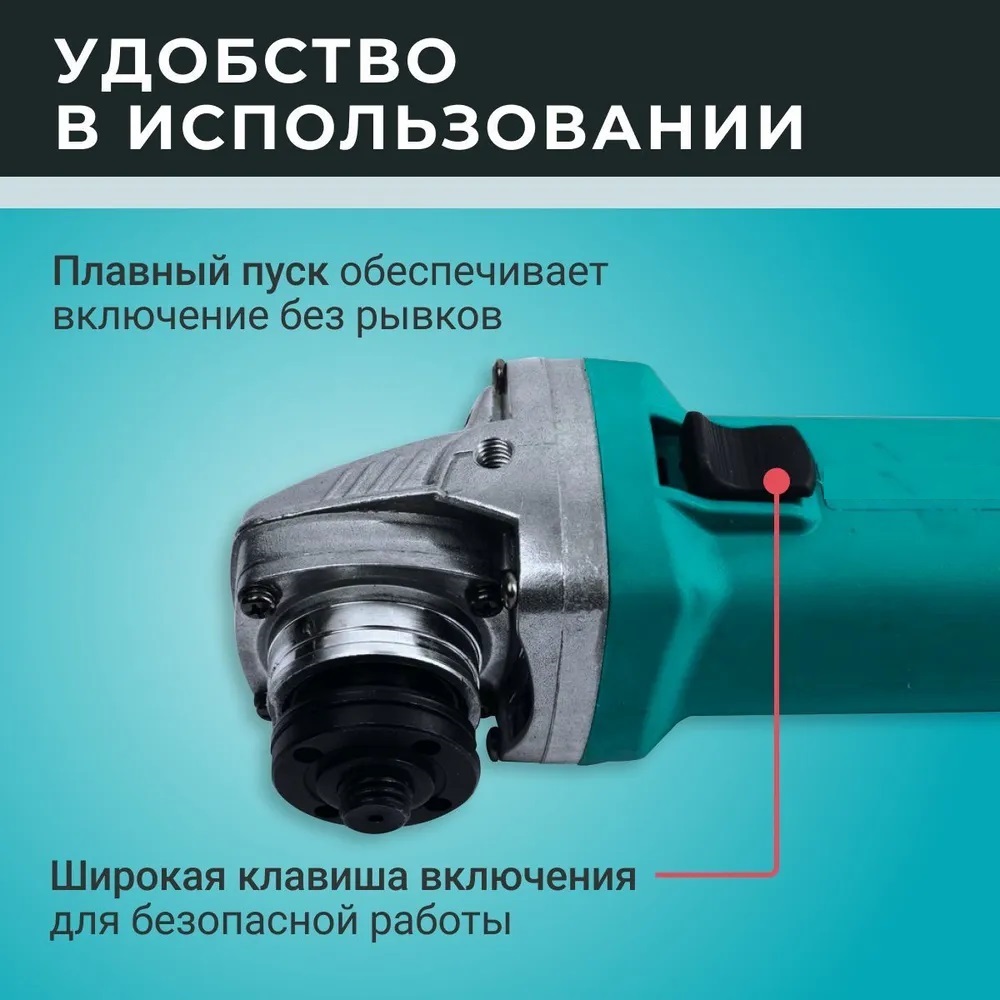 УДОБСТВО
В ИСПОЛЬЗОВАНИИ
Плавный пуск обеспечивает
включение без рывков
Широкая клавиша включения
для безопасной работы